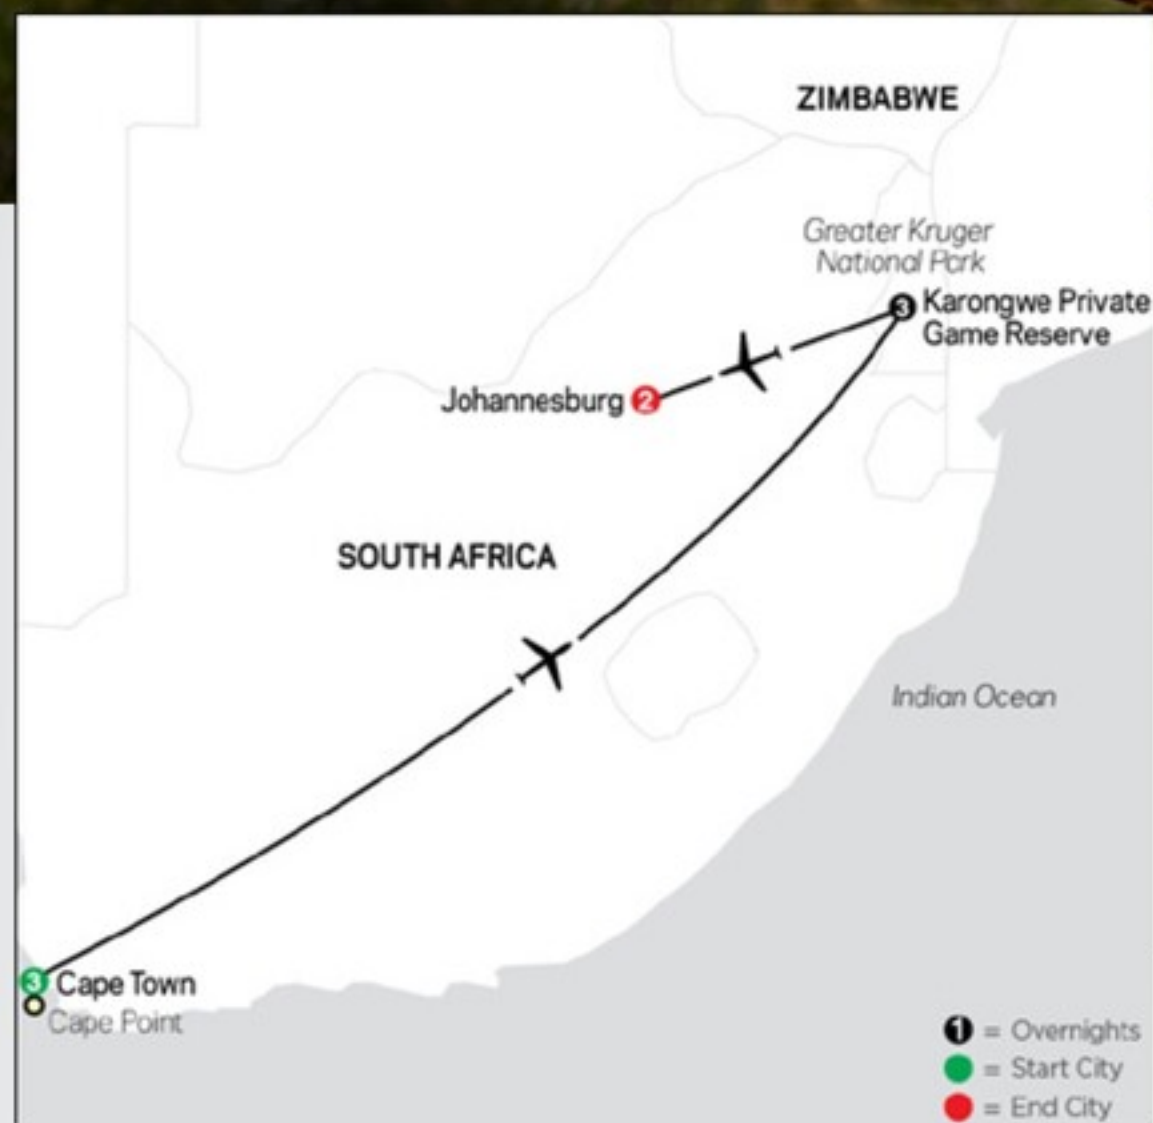 ZIMBABWE
Greater Kruger
National Park
3 Karongwe Private
Game Reserve
Johannesburg 2
SOUTH AFRICA
Indian Ocean
3 Cape Town
Cape Point
1 = Overnights
= Start City
= End City